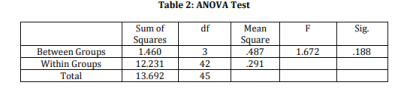 Table 2: ANOVA Test
Sum of Squares df Mean Square F Sig.
Between Groups 1.460 3 .487 1.672 .188
Within Groups 12.231 42 .291
Total 13.692 45